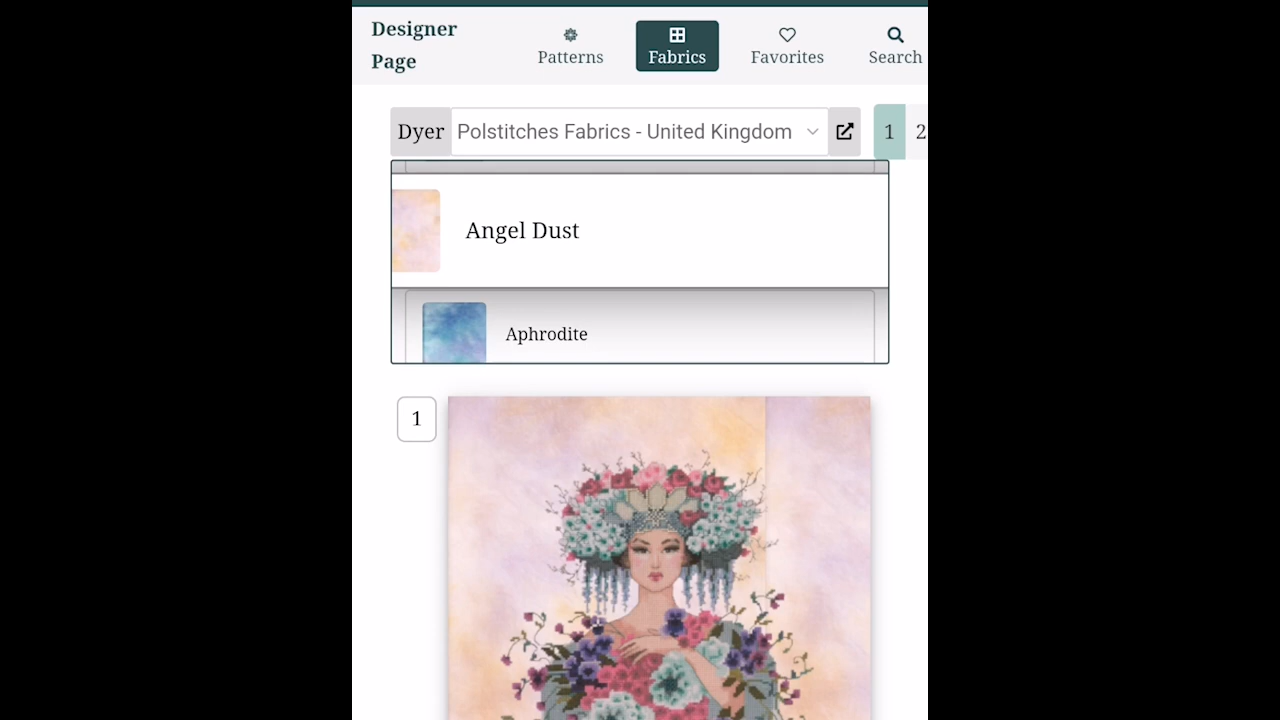 Designer
Page
Patterns
Fabrics
Favorites
Search
Dyer
Polstitches Fabrics - United Kingdom
1
2
Angel Dust
Aphrodite
1